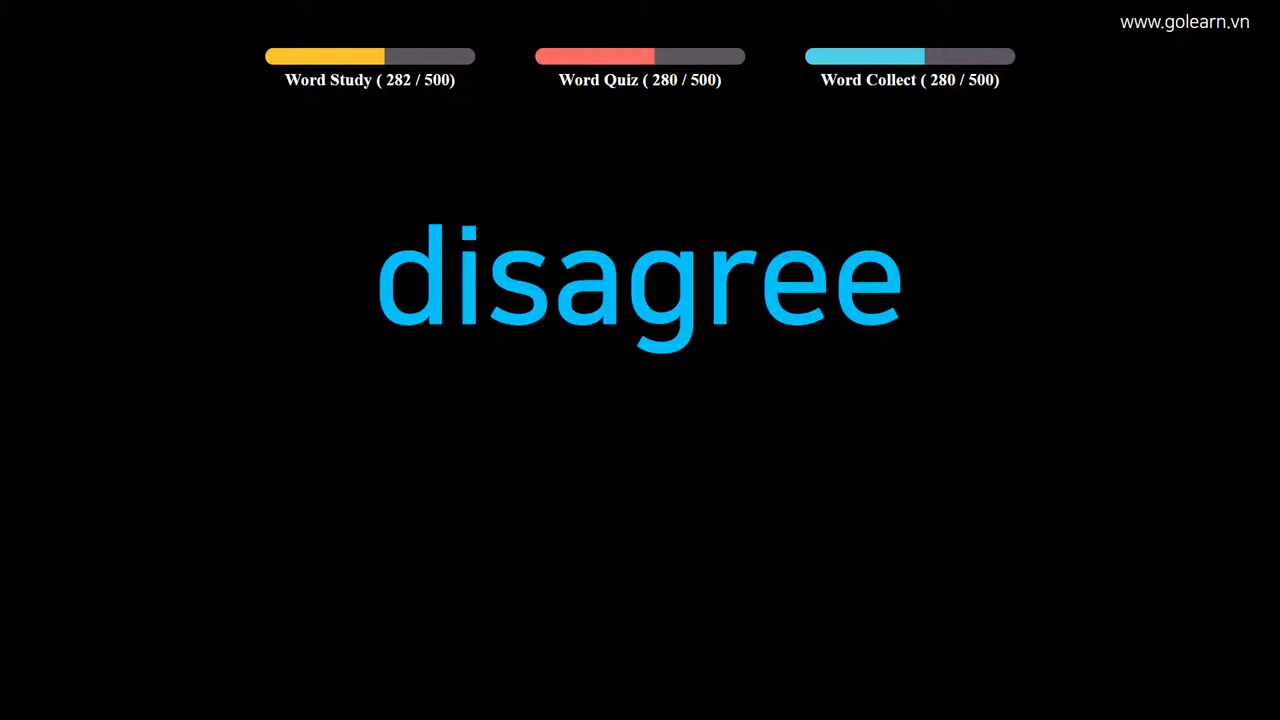 www.golearn.vn
Word Study ( 282 / 500)
Word Quiz ( 280 / 500)
Word Collect ( 280 / 500)
disagree